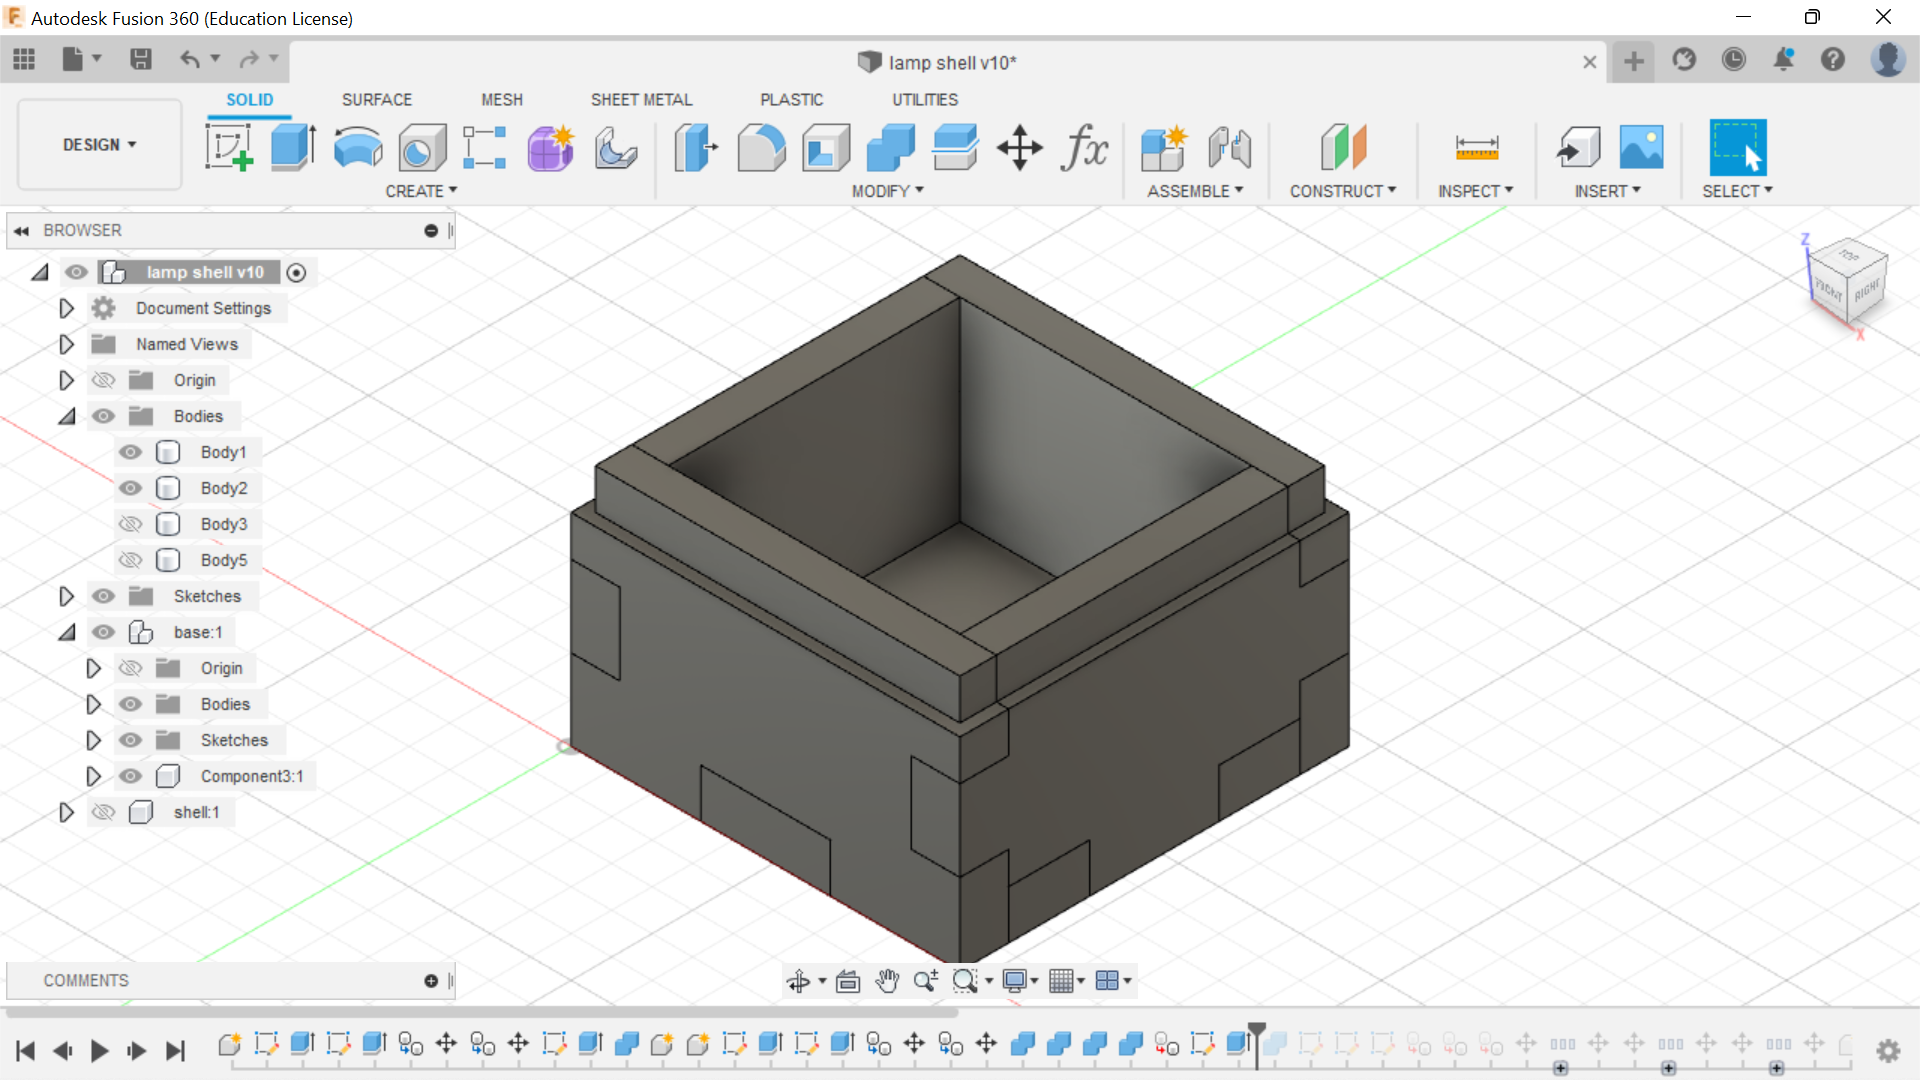 Autodesk Fusion 360 (Education License)
lamp shell v10*
SOLID SURFACE MESH SHEET METAL PLASTIC UTILITIES
DESIGN
CREATE MODIFY ASSEMBLE CONSTRUCT INSPECT INSERT SELECT
BROWSER
lamp shell v10
Document Settings
Named Views
Origin
Bodies
Body1
Body2
Body3
Body5
Sketches
base:1
Origin
Bodies
Sketches
Component3:1
shell:1
Z
TOP
FRONT RIGHT
X
COMMENTS